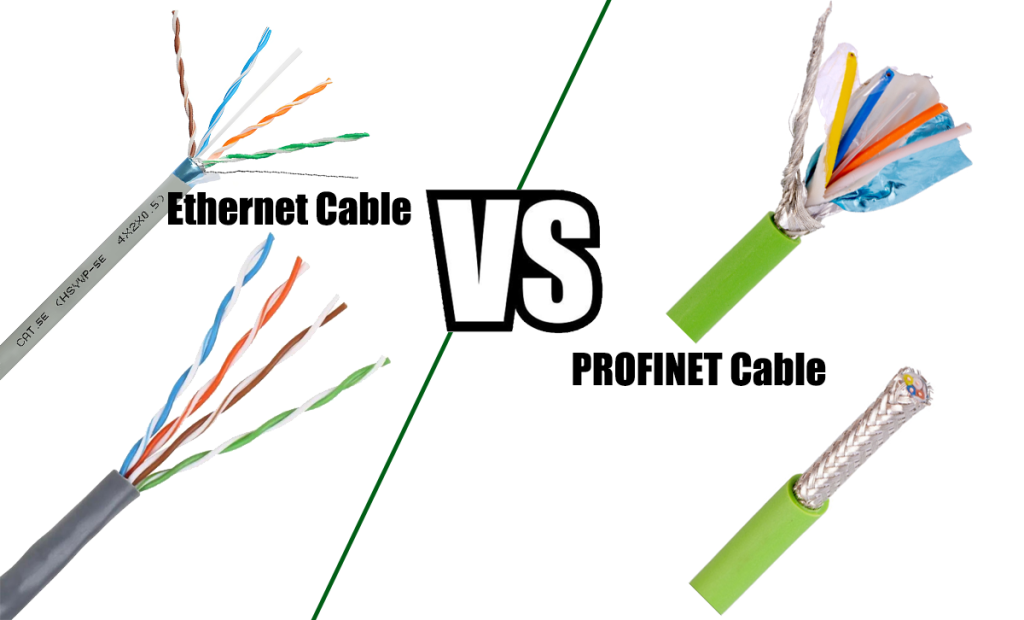 CAT.5E (HSYVP-5E 4X2X0.5)
Ethernet Cable
VS
PROFINET Cable